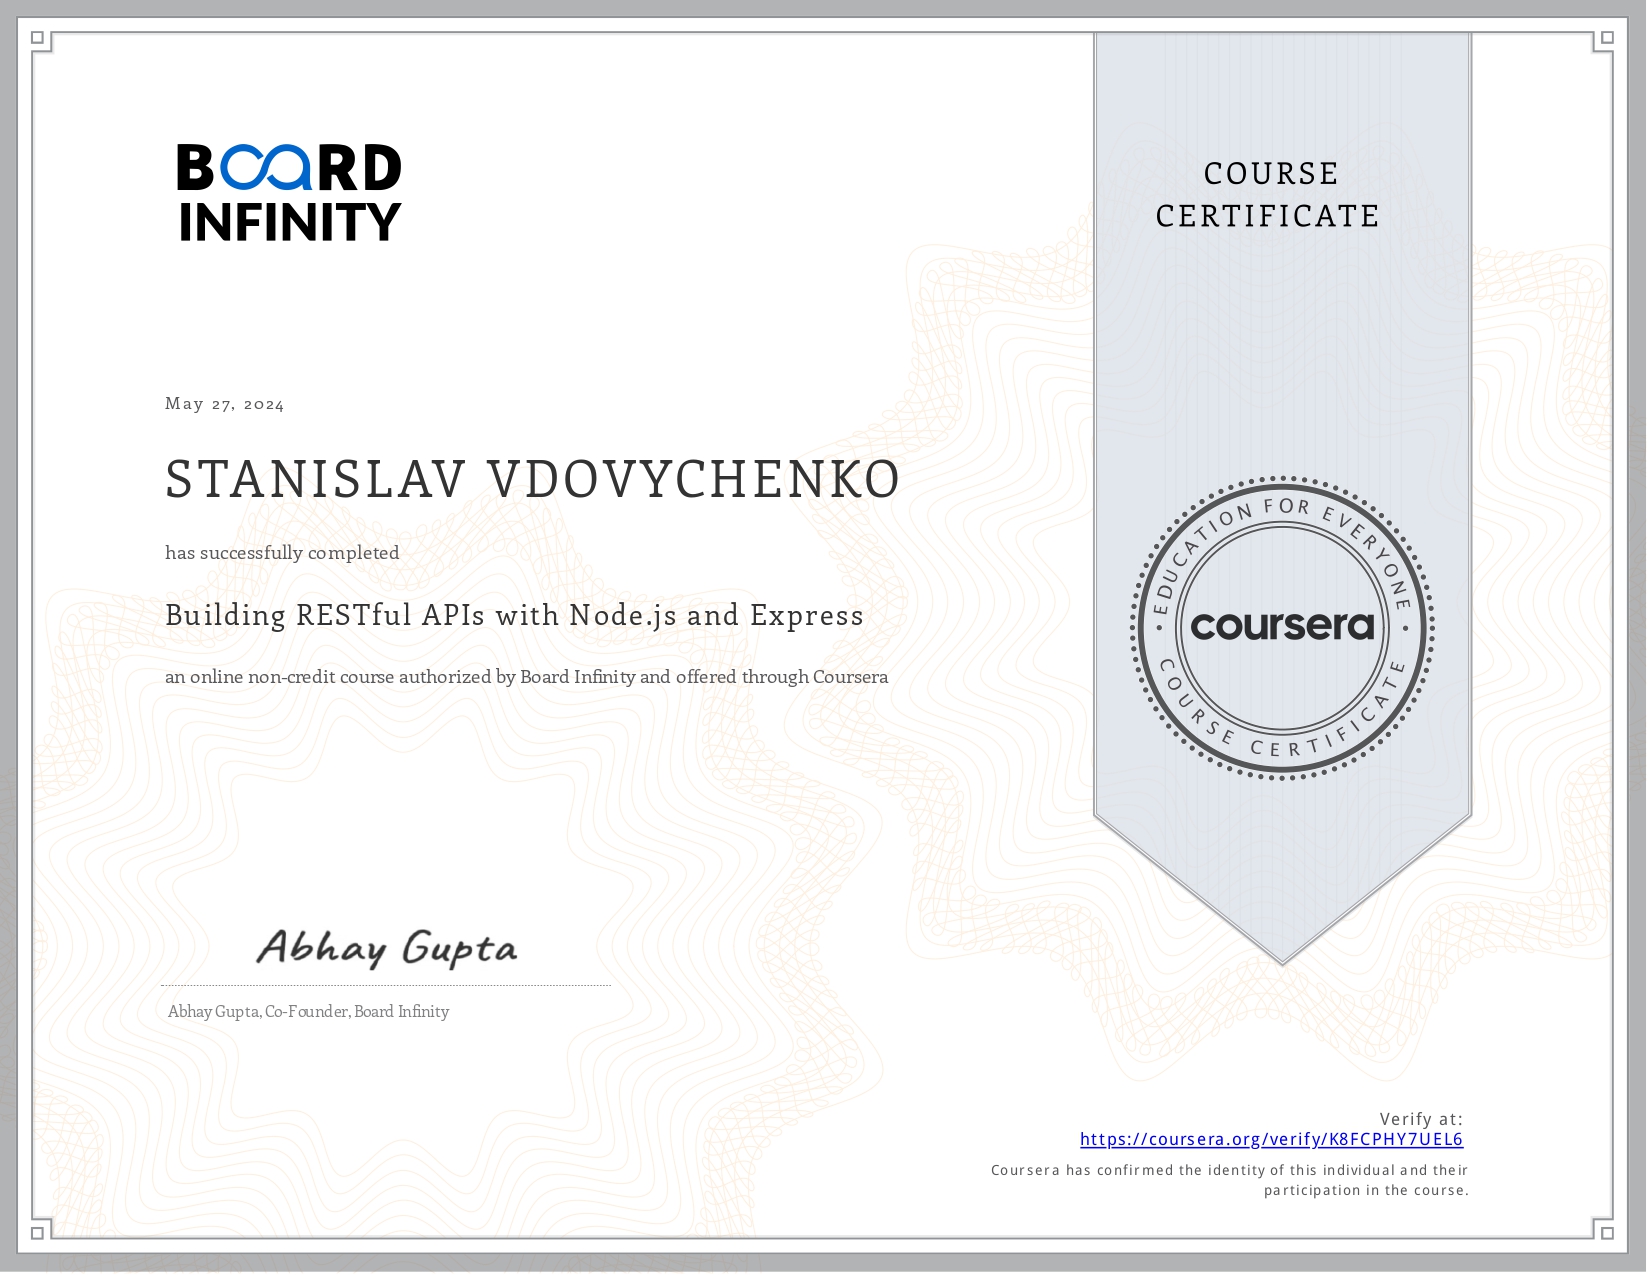 BOARD
INFINITY
COURSE
CERTIFICATE
May 27, 2024
STANISLAV VDOVYCHENKO
has successfully completed
Building RESTful APIs with Node.js and Express
an online non-credit course authorized by Board Infinity and offered through Coursera
EDUCATION FOR EVERYONE
coursera
COURSE CERTIFICATE
Abhay Gupta
Abhay Gupta, Co-Founder, Board Infinity
Verify at:
https://coursera.org/verify/K8FCPHY7UEL6
Coursera has confirmed the identity of this individual and their
participation in the course.